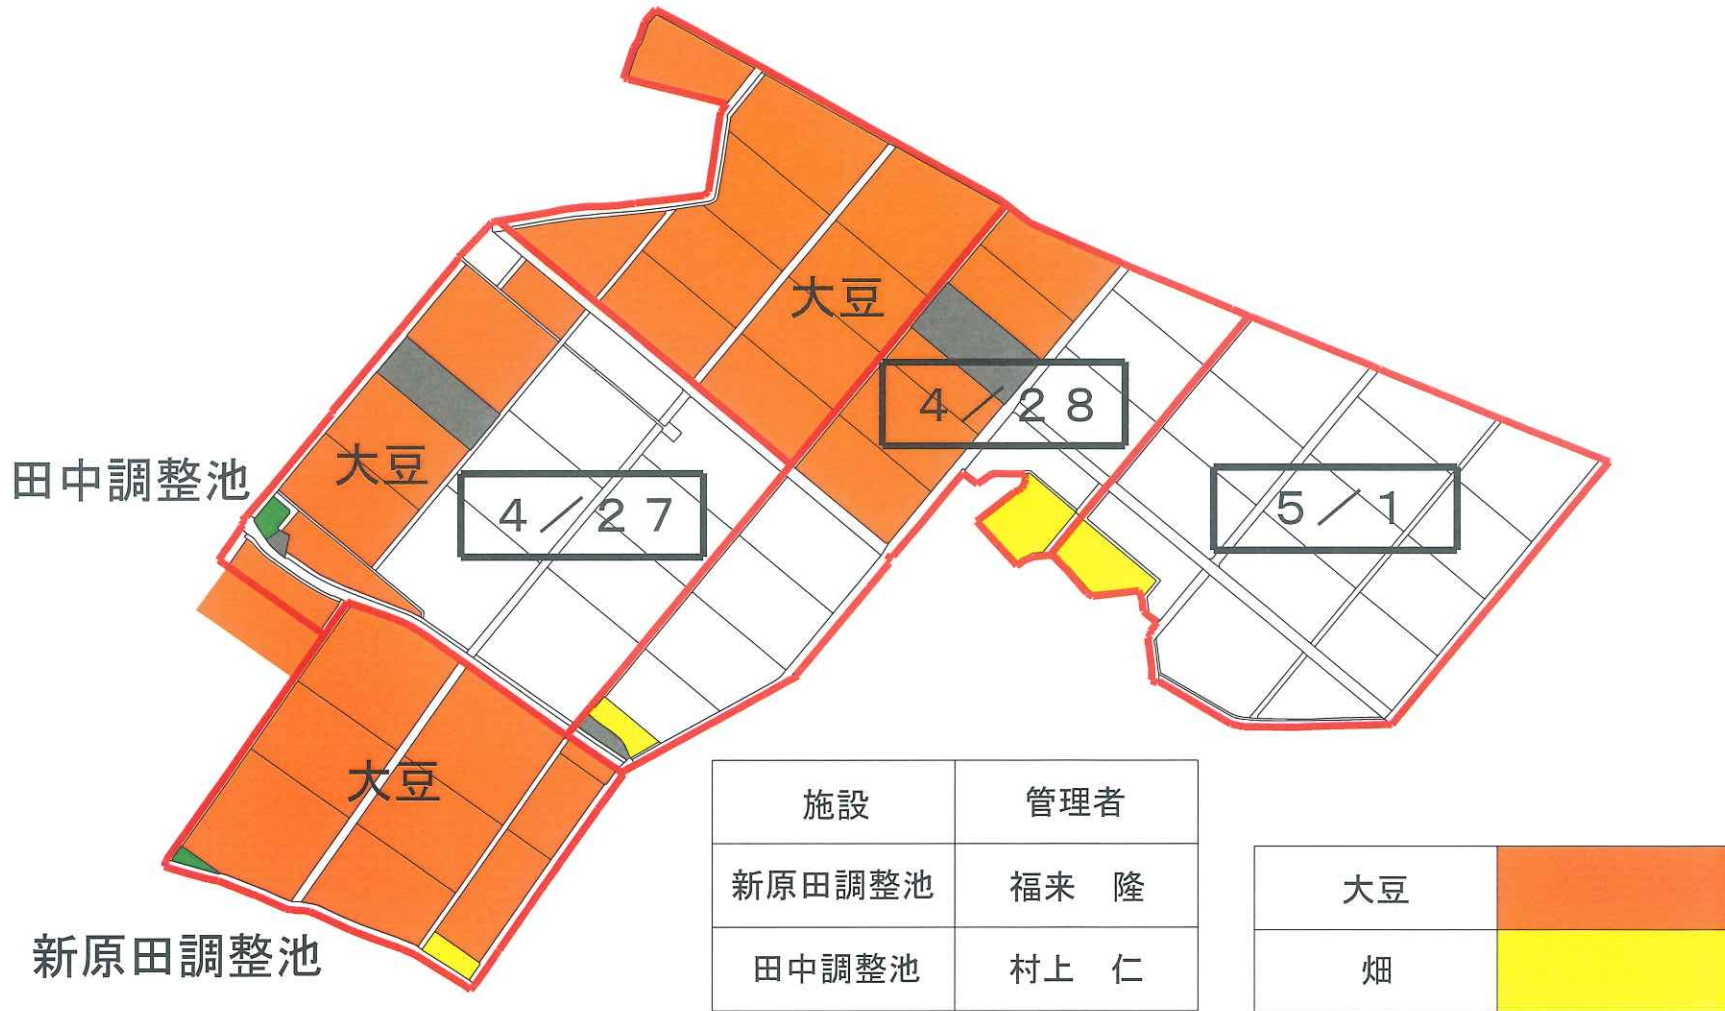 大豆
4／28
大豆
田中調整池
4／27
5／1
大豆
新原田調整池
施設 管理者
新原田調整池 福来　隆
田中調整池 村上　仁
大豆
畑